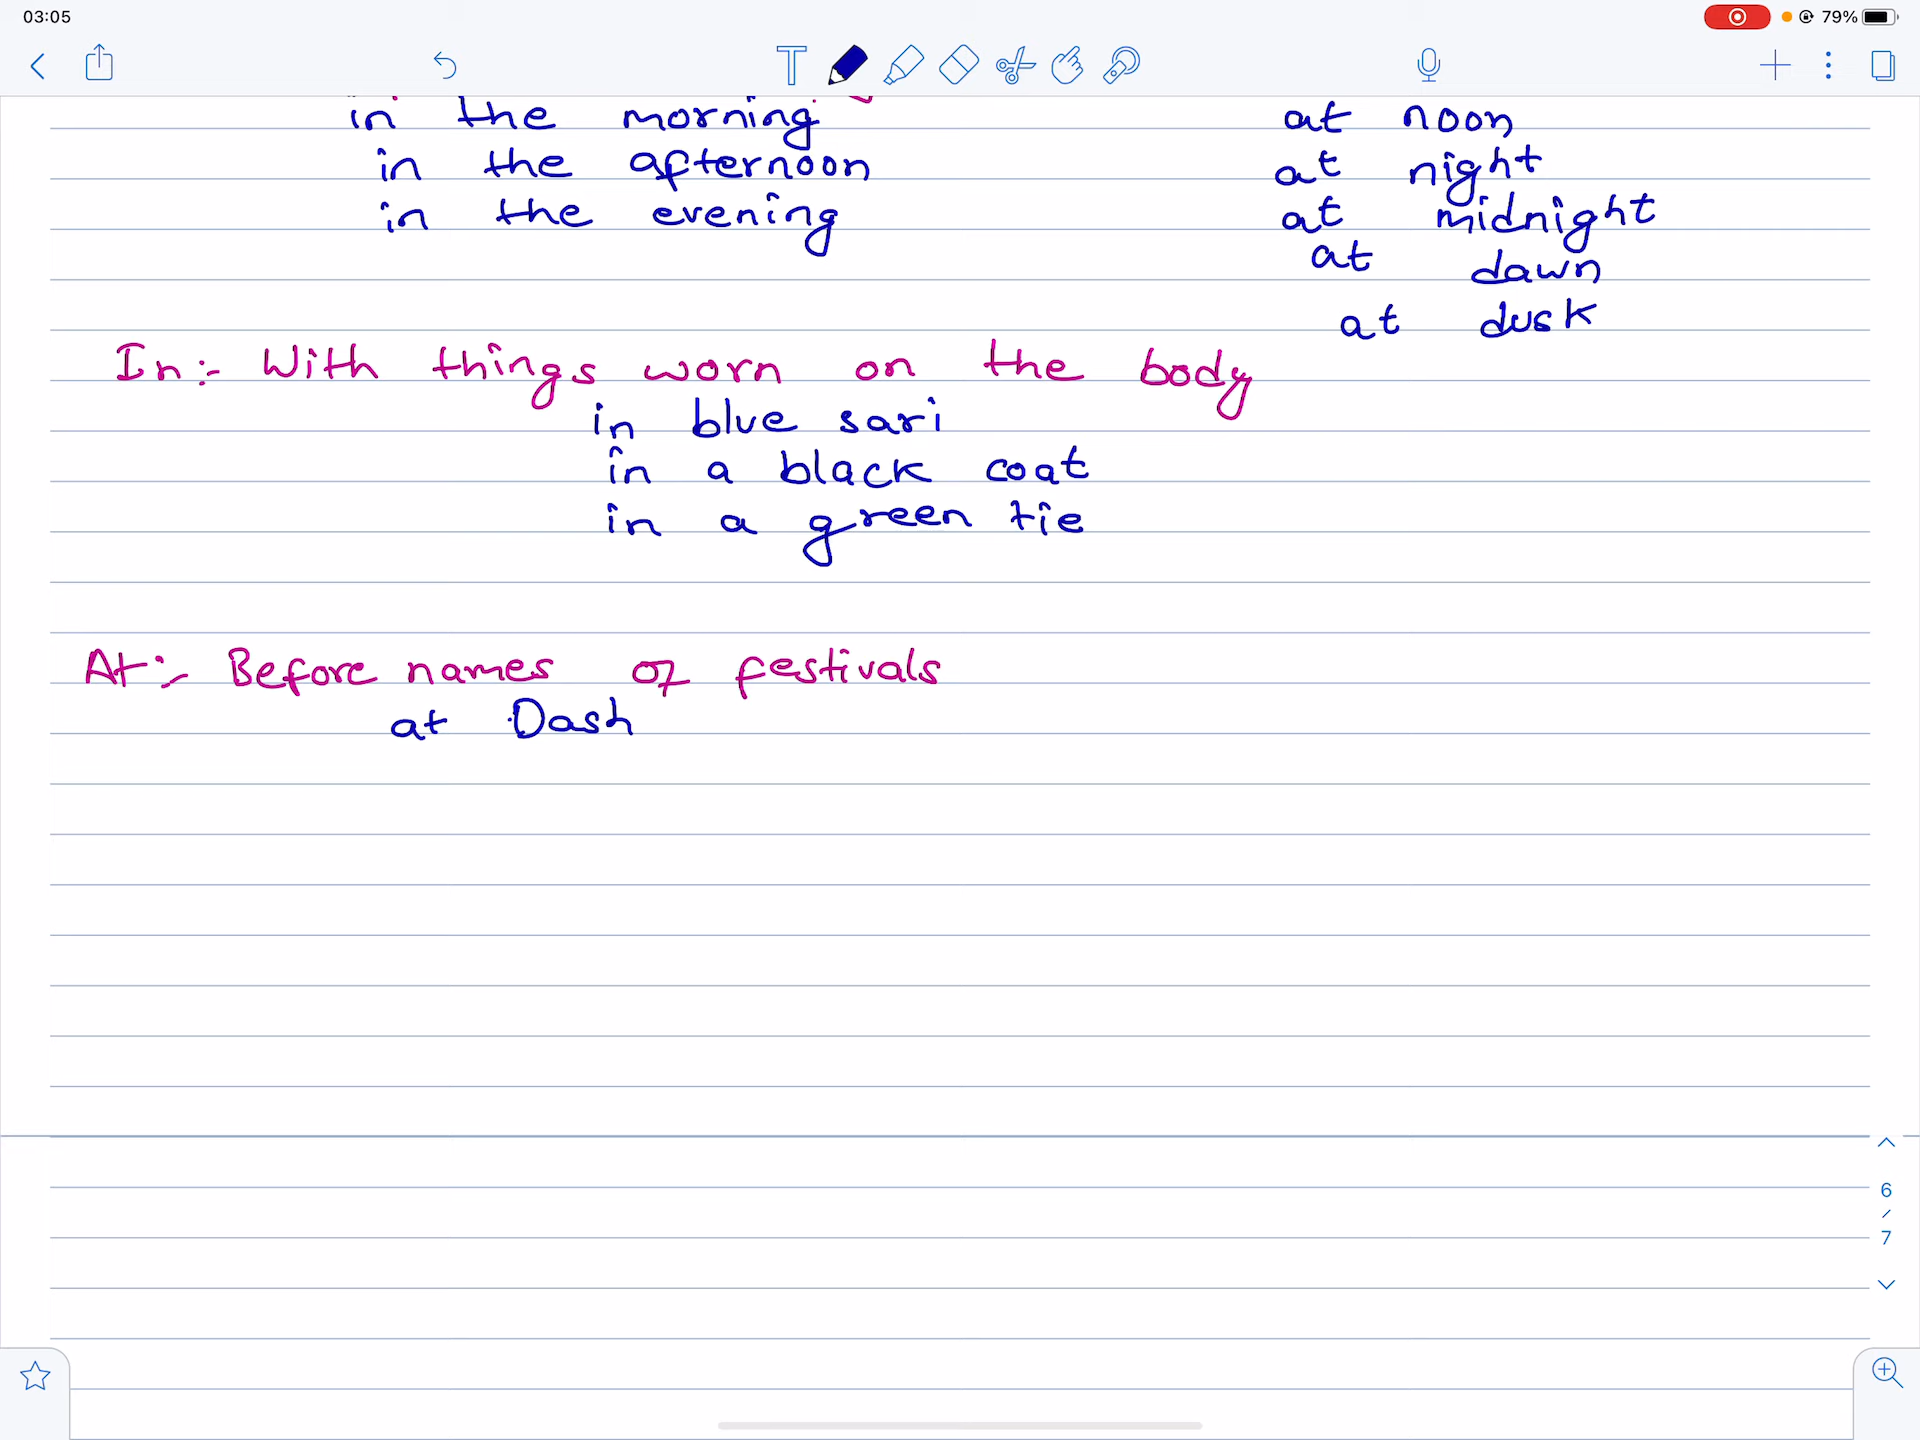 03:05
79%
in the morning at noon
in the afternoon at night
in the evening at midnight
at dawn
at dusk
In :- With things worn on the body
in blue sari
in a black coat
in a green tie
At :- Before names of festivals
at Dash
6
/
7